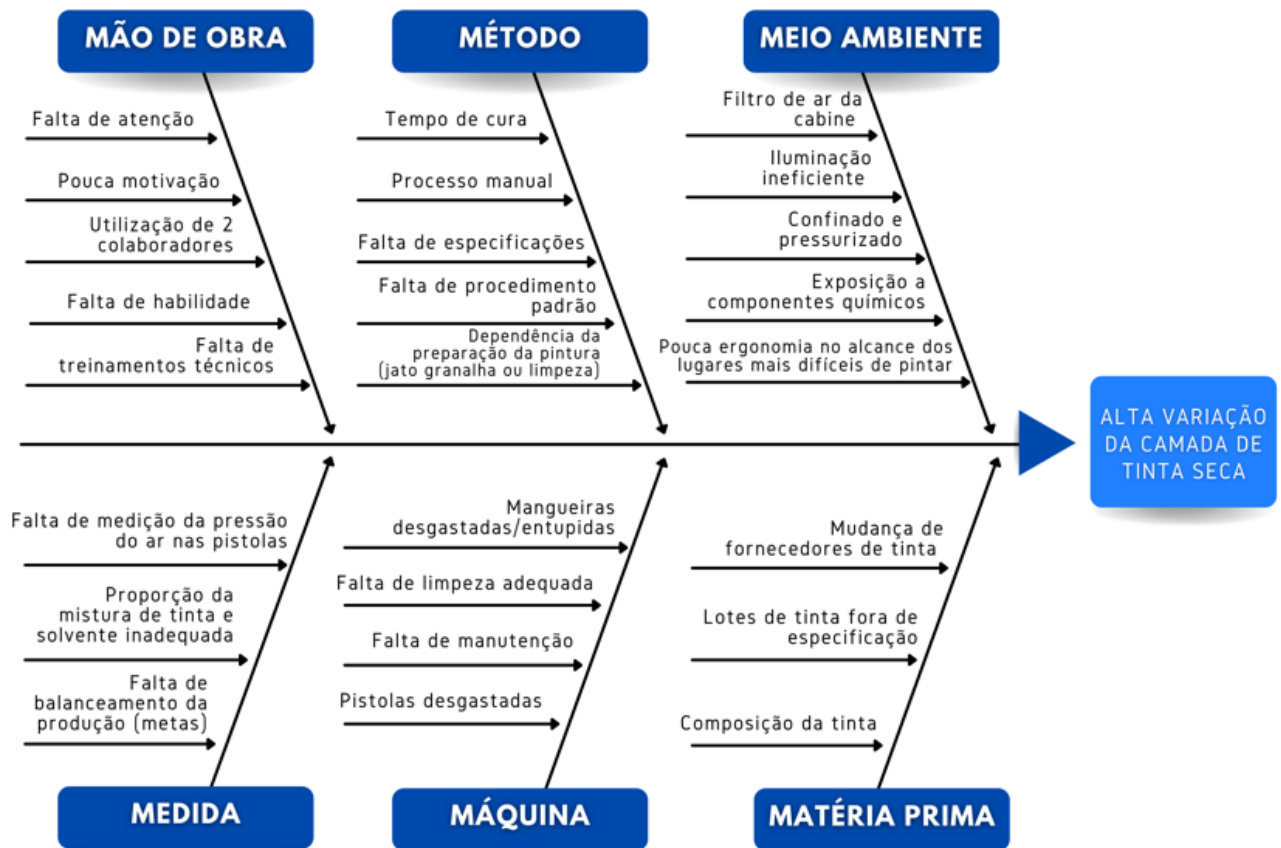 MÃO DE OBRA
Falta de atenção
Pouca motivação
Utilização de 2
colaboradores
Falta de habilidade
Falta de
treinamentos técnicos
MÉTODO
Tempo de cura
Processo manual
Falta de especificações
Falta de procedimento
padrão
Dependência da
preparação da pintura
(jato granalha ou limpeza)
MEIO AMBIENTE
Filtro de ar da
cabine
Iluminação
ineficiente
Confinado e
pressurizado
Exposição a
componentes químicos
Pouca ergonomia no alcance dos
lugares mais difíceis de pintar
ALTA VARIAÇÃO
DA CAMADA DE
TINTA SECA
Falta de medição da pressão
do ar nas pistolas
Proporção da
mistura de tinta e
solvente inadequada
Falta de
balanceamento da
produção (metas)
MEDIDA
Mangueiras
desgastadas/entupidas
Falta de limpeza adequada
Falta de manutenção
Pistolas desgastadas
MÁQUINA
Mudança de
fornecedores de tinta
Lotes de tinta fora de
especificação
Composição da tinta
MATÉRIA PRIMA